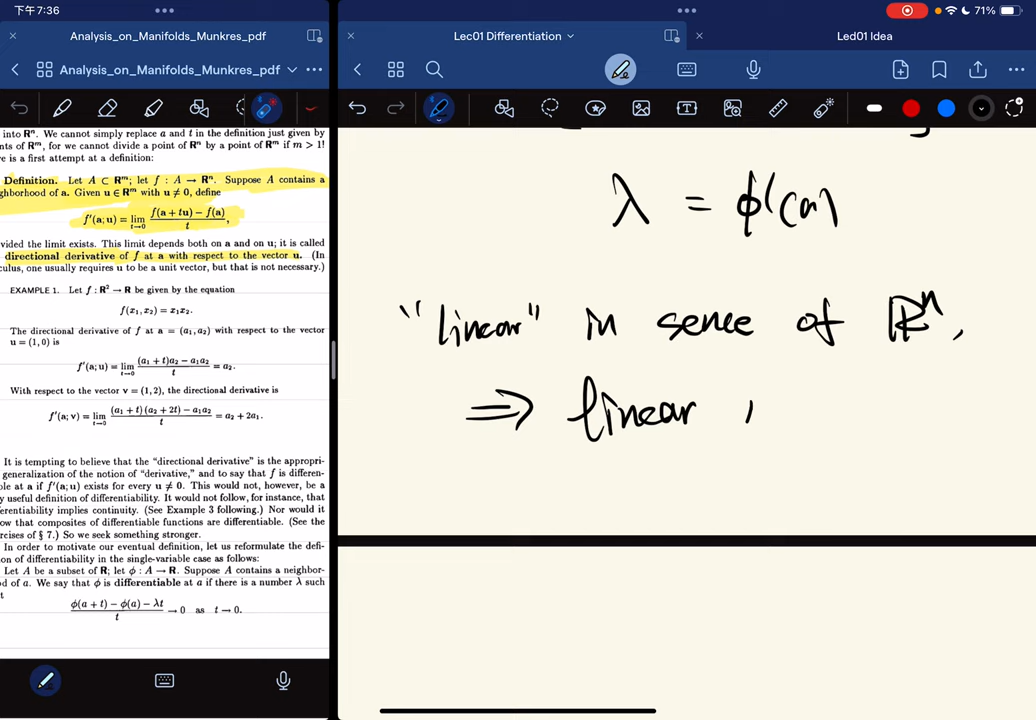 下午7:36
71%
Analysis_on_Manifolds_Munkres_pdf
Lec01 Differentiation
Led01 Idea
Analysis_on_Manifolds_Munkres_pdf
into Rⁿ. We cannot simply replace a and t in the definition just given by
nts of Rᵐ, for we cannot divide a point of Rⁿ by a point of Rᵐ if m > 1!
re is a first attempt at a definition:
Definition. Let A ⊂ Rᵐ; let f : A → Rⁿ. Suppose A contains a
ghborhood of a. Given u ∈ Rᵐ with u ≠ 0, define
f′(a; u) = lim t→0 f(a + tu) − f(a) / t,
vided the limit exists. This limit depends both on a and on u; it is called
directional derivative of f at a with respect to the vector u. (In
culus, one usually requires u to be a unit vector, but that is not necessary.)
EXAMPLE 1. Let f : R² → R be given by the equation
f(x₁, x₂) = x₁x₂.
The directional derivative of f at a = (a₁, a₂) with respect to the vector
u = (1, 0) is
f′(a; u) = lim t→0 (a₁ + t)a₂ − a₁a₂ / t = a₂.
With respect to the vector v = (1, 2), the directional derivative is
f′(a; v) = lim t→0 (a₁ + t)(a₂ + 2t) − a₁a₂ / t = a₂ + 2a₁.
It is tempting to believe that the "directional derivative" is the appropri-
generalization of the notion of "derivative," and to say that f is differen-
ble at a if f′(a; u) exists for every u ≠ 0. This would not, however, be a
y useful definition of differentiability. It would not follow, for instance, that
erentiability implies continuity. (See Example 3 following.) Nor would it
ow that composites of differentiable functions are differentiable. (See the
rcises of § 7.) So we seek something stronger.
In order to motivate our eventual definition, let us reformulate the defi-
on of differentiability in the single-variable case as follows:
Let A be a subset of R; let ϕ : A → R. Suppose A contains a neighbor-
d of a. We say that ϕ is differentiable at a if there is a number λ such
t
ϕ(a + t) − ϕ(a) − λt / t → 0 as t → 0.
λ = ϕ′(a)
"linear" in sence of ℝⁿ,
⇒ linear